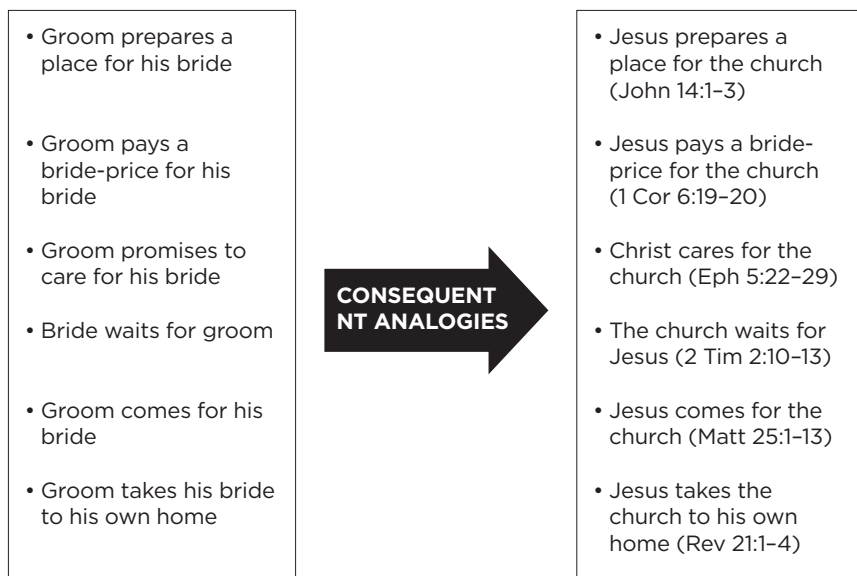 • Groom prepares a
place for his bride
• Groom pays a
bride-price for his
bride
• Groom promises to
care for his bride
• Bride waits for groom
• Groom comes for his
bride
• Groom takes his bride
to his own home
CONSEQUENT
NT ANALOGIES
• Jesus prepares a
place for the church
(John 14:1–3)
• Jesus pays a bride-
price for the church
(1 Cor 6:19–20)
• Christ cares for the
church (Eph 5:22–29)
• The church waits for
Jesus (2 Tim 2:10–13)
• Jesus comes for the
church (Matt 25:1–13)
• Jesus takes the
church to his own
home (Rev 21:1–4)